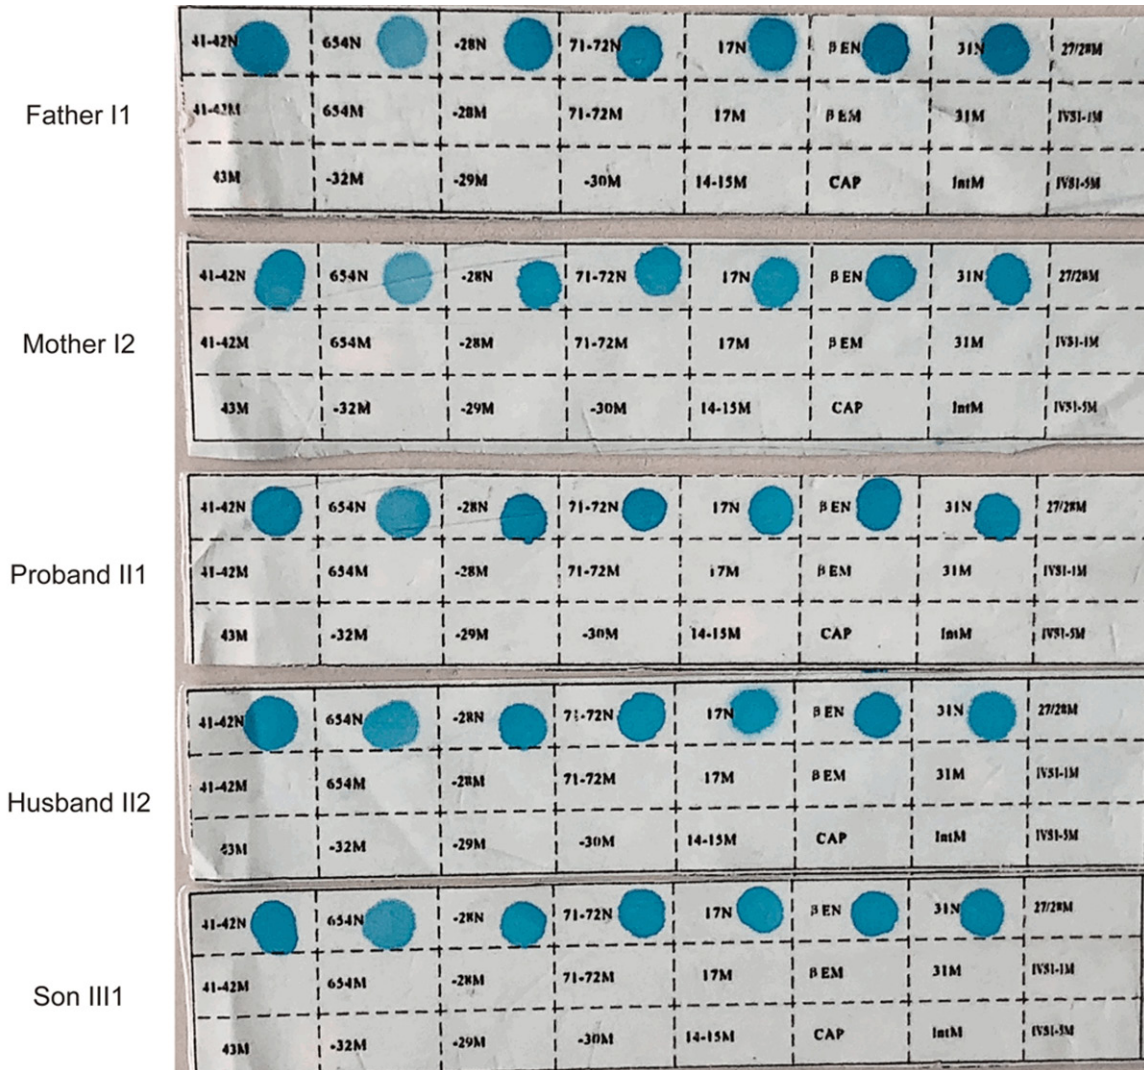 Father I1
41-42N 654N -28N 71-72N 17N βEN 31N 27/28M
41-42M 654M -28M 71-72M 17M βEM 31M IVS1-1M
43M -32M -29M -30M 14-15M CAP IntM IVS1-5M
Mother I2
41-42N 654N -28N 71-72N 17N βEN 31N 27/28M
41-42M 654M -28M 71-72M 17M βEM 31M IVS1-1M
43M -32M -29M -30M 14-15M CAP IntM IVS1-5M
Proband II1
41-42N 654N -28N 71-72N 17N βEN 31N 27/28M
41-42M 654M -28M 71-72M 17M βEM 31M IVS1-1M
43M -32M -29M -30M 14-15M CAP IntM IVS1-5M
Husband II2
41-42N 654N -28N 71-72N 17N βEN 31N 27/28M
41-42M 654M -28M 71-72M 17M βEM 31M IVS1-1M
43M -32M -29M -30M 14-15M CAP IntM IVS1-5M
Son III1
41-42N 654N -28N 71-72N 17N βEN 31N 27/28M
41-42M 654M -28M 71-72M 17M βEM 31M IVS1-1M
43M -32M -29M -30M 14-15M CAP IntM IVS1-5M